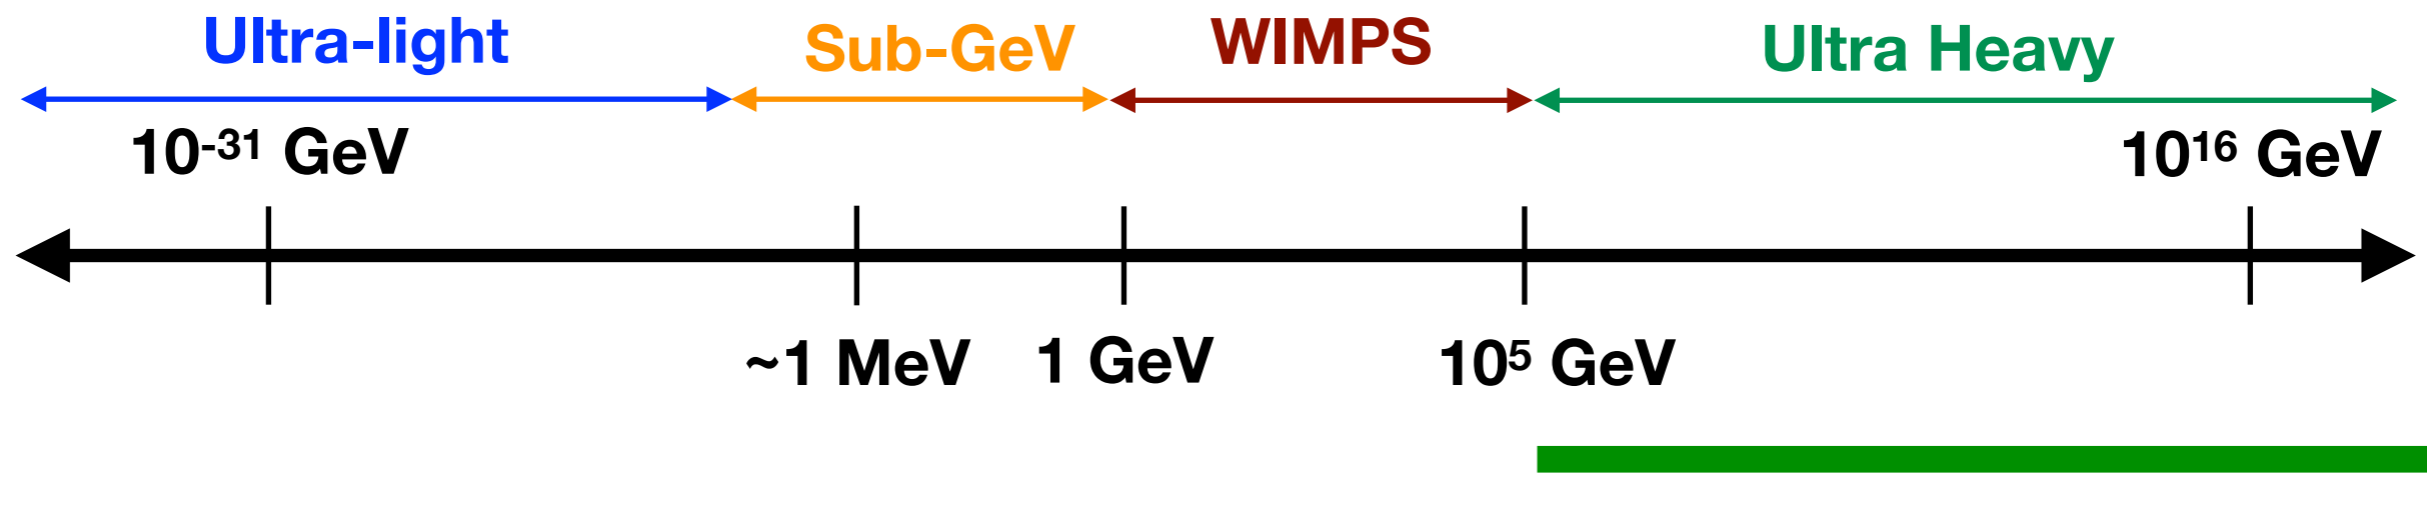 Ultra-light Sub-GeV WIMPS Ultra Heavy
10⁻³¹ GeV 10¹⁶ GeV
~1 MeV 1 GeV 10⁵ GeV